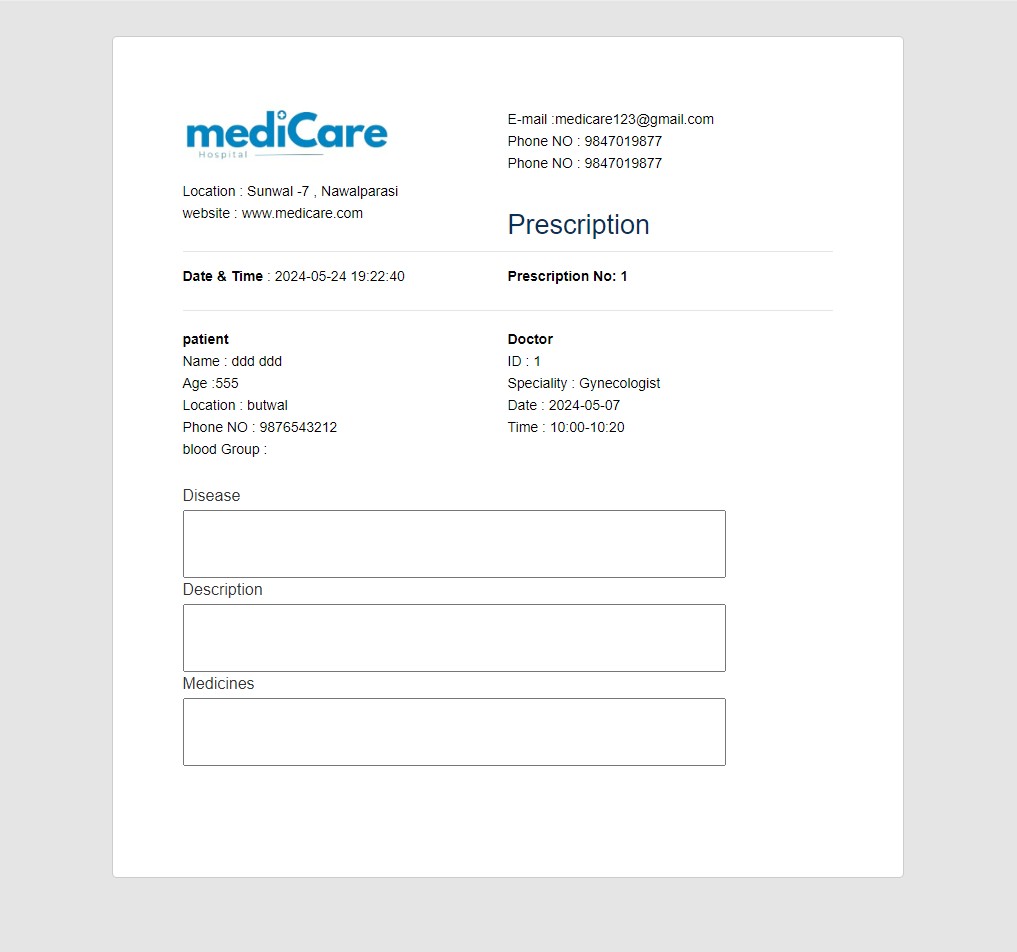 mediCare
Hospital
Location : Sunwal -7 , Nawalparasi
website : www.medicare.com
E-mail :medicare123@gmail.com
Phone NO : 9847019877
Phone NO : 9847019877
Prescription
Date & Time : 2024-05-24 19:22:40
Prescription No: 1
patient
Name : ddd ddd
Age :555
Location : butwal
Phone NO : 9876543212
blood Group :
Doctor
ID : 1
Speciality : Gynecologist
Date : 2024-05-07
Time : 10:00-10:20
Disease
Description
Medicines